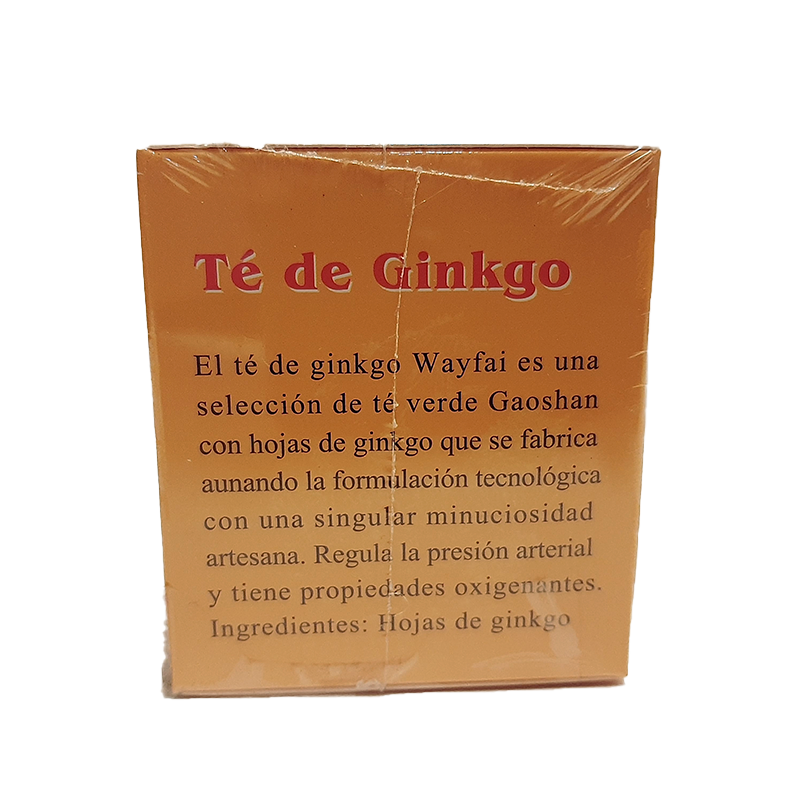 Té de Ginkgo
El té de ginkgo Wayfai es una
selección de té verde Gaoshan
con hojas de ginkgo que se fabrica
aunando la formulación tecnológica
con una singular minuciosidad
artesana. Regula la presión arterial
y tiene propiedades oxigenantes.
Ingredientes: Hojas de ginkgo